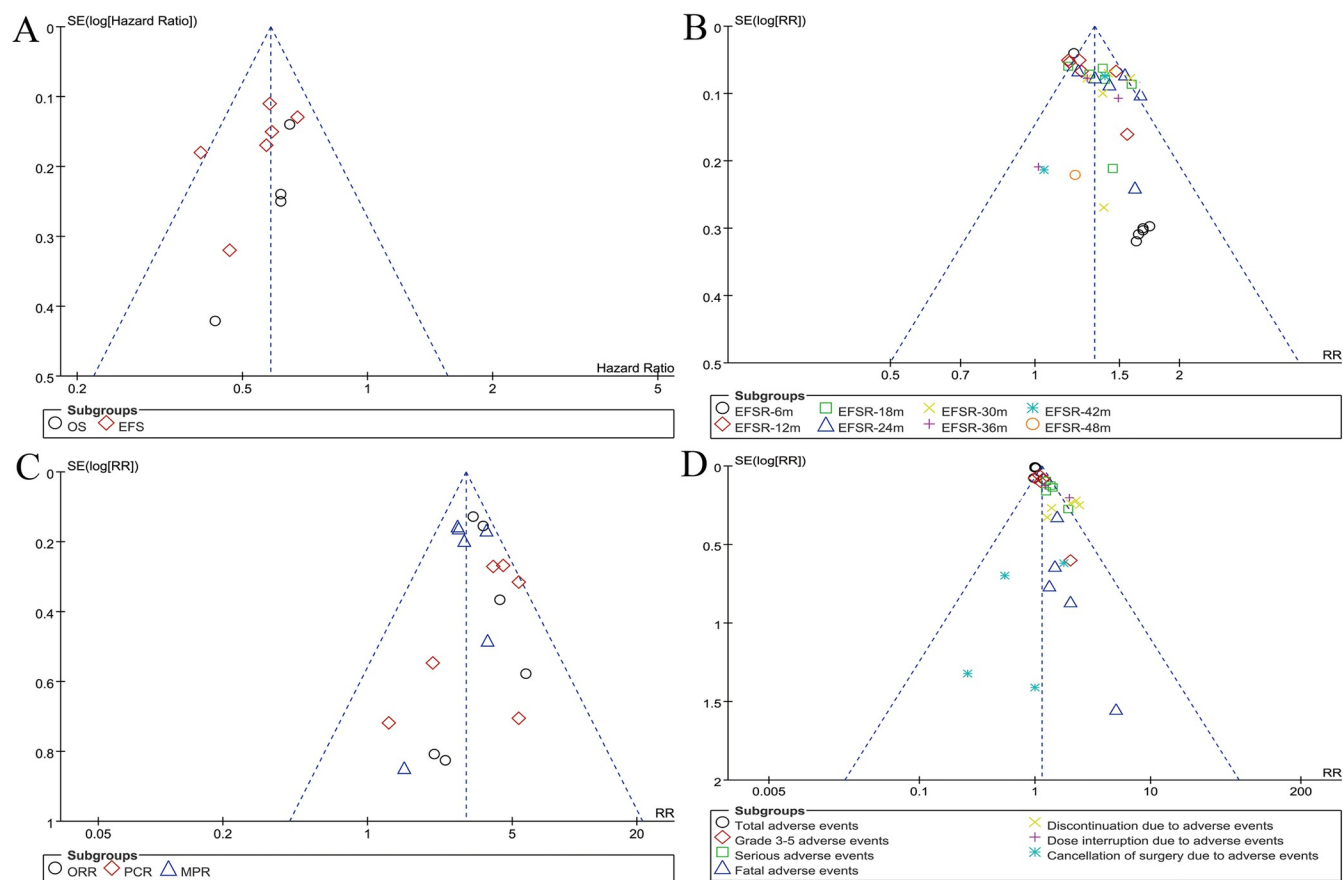 A
SE(log[Hazard Ratio])
0
0.1
0.2
0.3
0.4
0.5
0.2
0.5
1
2
5
Hazard Ratio
Subgroups
OS EFS
B
SE(log[RR])
0
0.1
0.2
0.3
0.4
0.5
0.5
0.7
1
1.5
2
RR
Subgroups
EFSR-6m EFSR-18m EFSR-30m EFSR-42m
EFSR-12m EFSR-24m EFSR-36m EFSR-48m
C
SE(log[RR])
0
0.2
0.4
0.6
0.8
1
0.05
0.2
1
5
20
RR
Subgroups
ORR PCR MPR
D
SE(log[RR])
0
0.5
1
1.5
2
0.005
0.1
1
10
200
RR
Subgroups
Total adverse events Discontinuation due to adverse events
Grade 3-5 adverse events Dose interruption due to adverse events
Serious adverse events Cancellation of surgery due to adverse events
Fatal adverse events